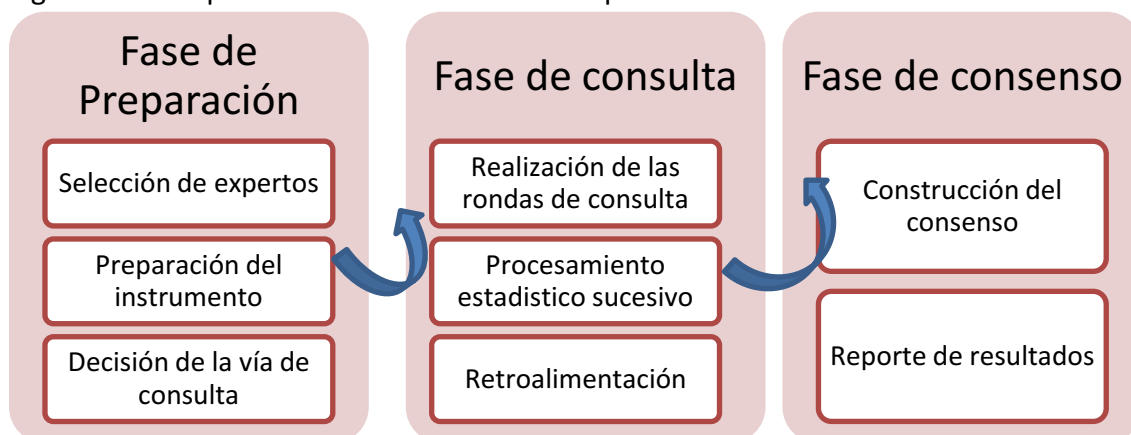 Fase de
Preparación
Selección de expertos
Preparación del
instrumento
Decisión de la vía de
consulta
Fase de consulta
Realización de las
rondas de consulta
Procesamiento
estadistico sucesivo
Retroalimentación
Fase de consenso
Construcción del
consenso
Reporte de resultados